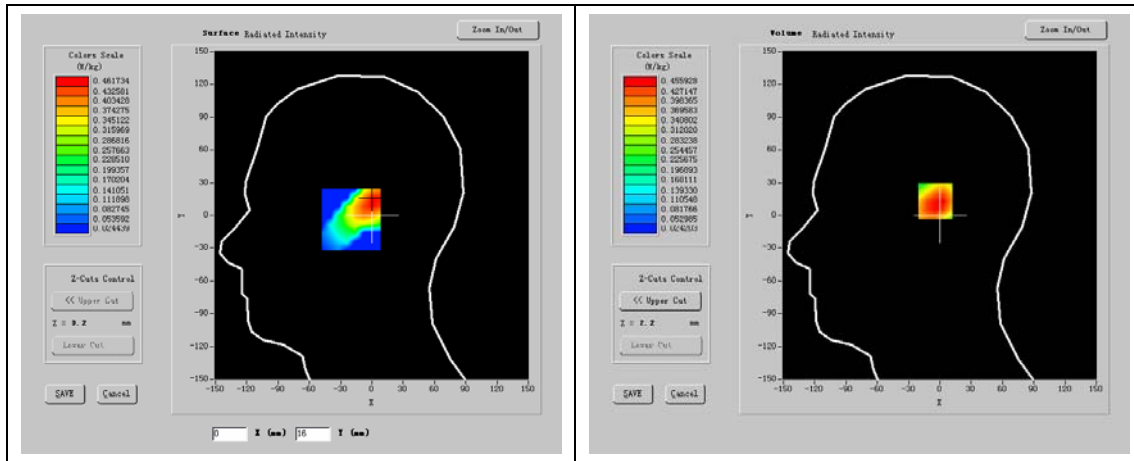 Surface Radiated Intensity
Zoom In/Out
Colors Scale
(W/kg)
0.461734
0.432581
0.403428
0.374275
0.345122
0.315969
0.286816
0.257663
0.228510
0.199357
0.170204
0.141051
0.111898
0.082745
0.053592
0.024439
150
120
90
60
30
0
-30
-60
-90
-120
-150
Y
-150 -120 -90 -60 -30 0 30 60 90 120 150
X
Z-Cuts Control
<< Upper Cut
Z = mm
Lower Cut
SAVE Cancel
0 X (mm) 16 Y (mm)
Volume Radiated Intensity
Zoom In/Out
Colors Scale
(W/kg)
0.455928
0.427147
0.398365
0.369583
0.340802
0.312020
0.283238
0.254457
0.225675
0.196893
0.168111
0.139330
0.110548
0.081766
0.052985
0.024203
150
120
90
60
30
0
-30
-60
-90
-120
-150
Y
-150 -120 -90 -60 -30 0 30 60 90 120 150
X
Z-Cuts Control
<< Upper Cut
Z = mm
Lower Cut
SAVE Cancel